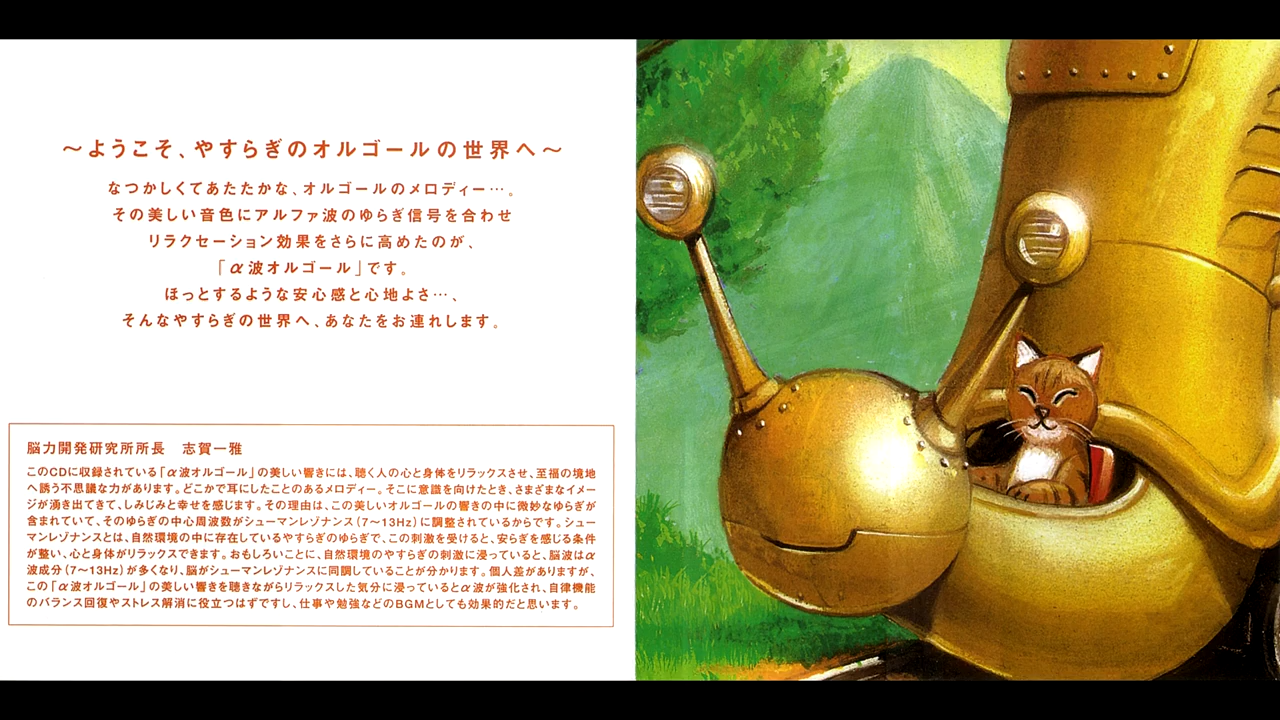 ～ようこそ、やすらぎのオルゴールの世界へ～
なつかしくてあたたかな、オルゴールのメロディー…。
その美しい音色にアルファ波のゆらぎ信号を合わせ
リラクセーション効果をさらに高めたのが、
「α波オルゴール」です。
ほっとするような安心感と心地よさ…、
そんなやすらぎの世界へ、あなたをお連れします。
脳力開発研究所所長　志賀一雅
このCDに収録されている「α波オルゴール」の美しい響きには、聴く人の心と身体をリラックスさせ、至福の境地
へ誘う不思議な力があります。どこかで耳にしたことのあるメロディー。そこに意識を向けたとき、さまざまなイメー
ジが湧き出てきて、しみじみと幸せを感じます。その理由は、この美しいオルゴールの響きの中に微妙なゆらぎが
含まれていて、そのゆらぎの中心周波数がシューマンレゾナンス（7～13Hz）に調整されているからです。シュー
マンレゾナンスとは、自然環境の中に存在しているやすらぎのゆらぎで、この刺激を受けると、安らぎを感じる条件
が整い、心と身体がリラックスできます。おもしろいことに、自然環境のやすらぎの刺激に浸っていると、脳波はα
波成分（7～13Hz）が多くなり、脳がシューマンレゾナンスに同調していることが分かります。個人差がありますが、
この「α波オルゴール」の美しい響きを聴きながらリラックスした気分に浸っているとα波が強化され、自律機能
のバランス回復やストレス解消に役立つはずですし、仕事や勉強などのBGMとしても効果的だと思います。